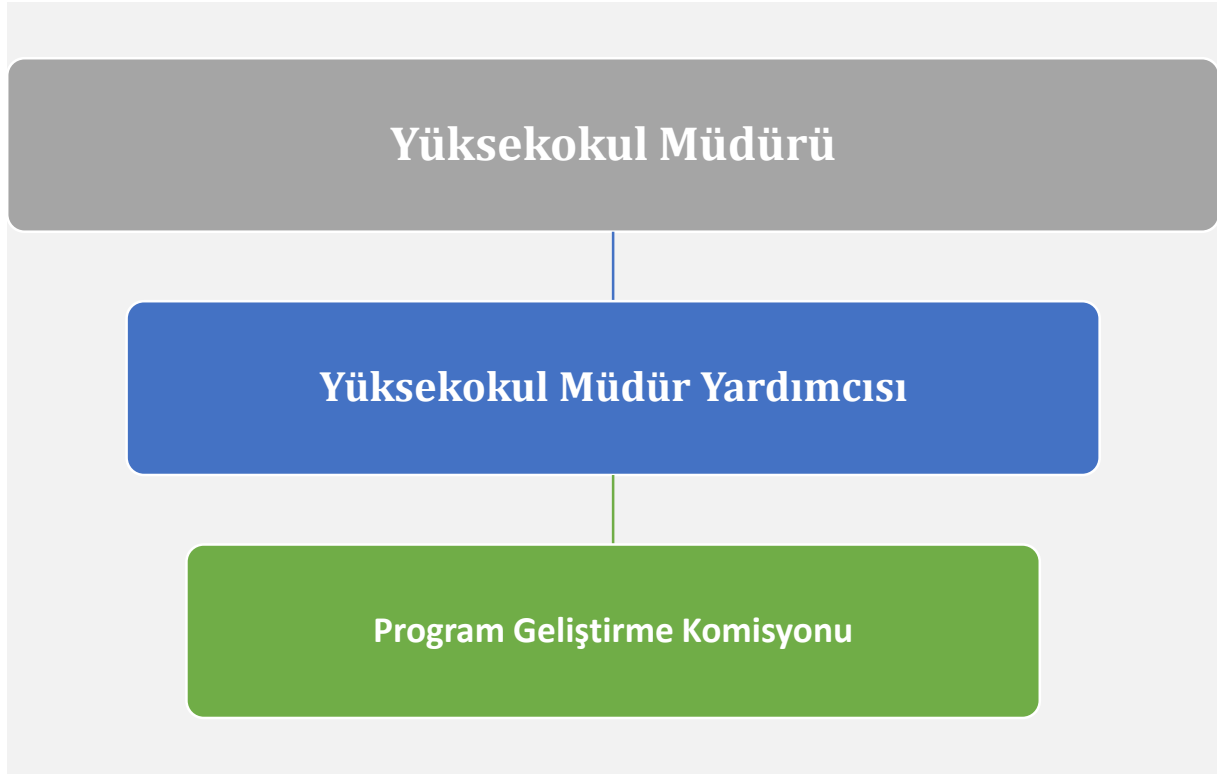 Yüksekokul Müdürü
Yüksekokul Müdür Yardımcısı
Program Geliştirme Komisyonu